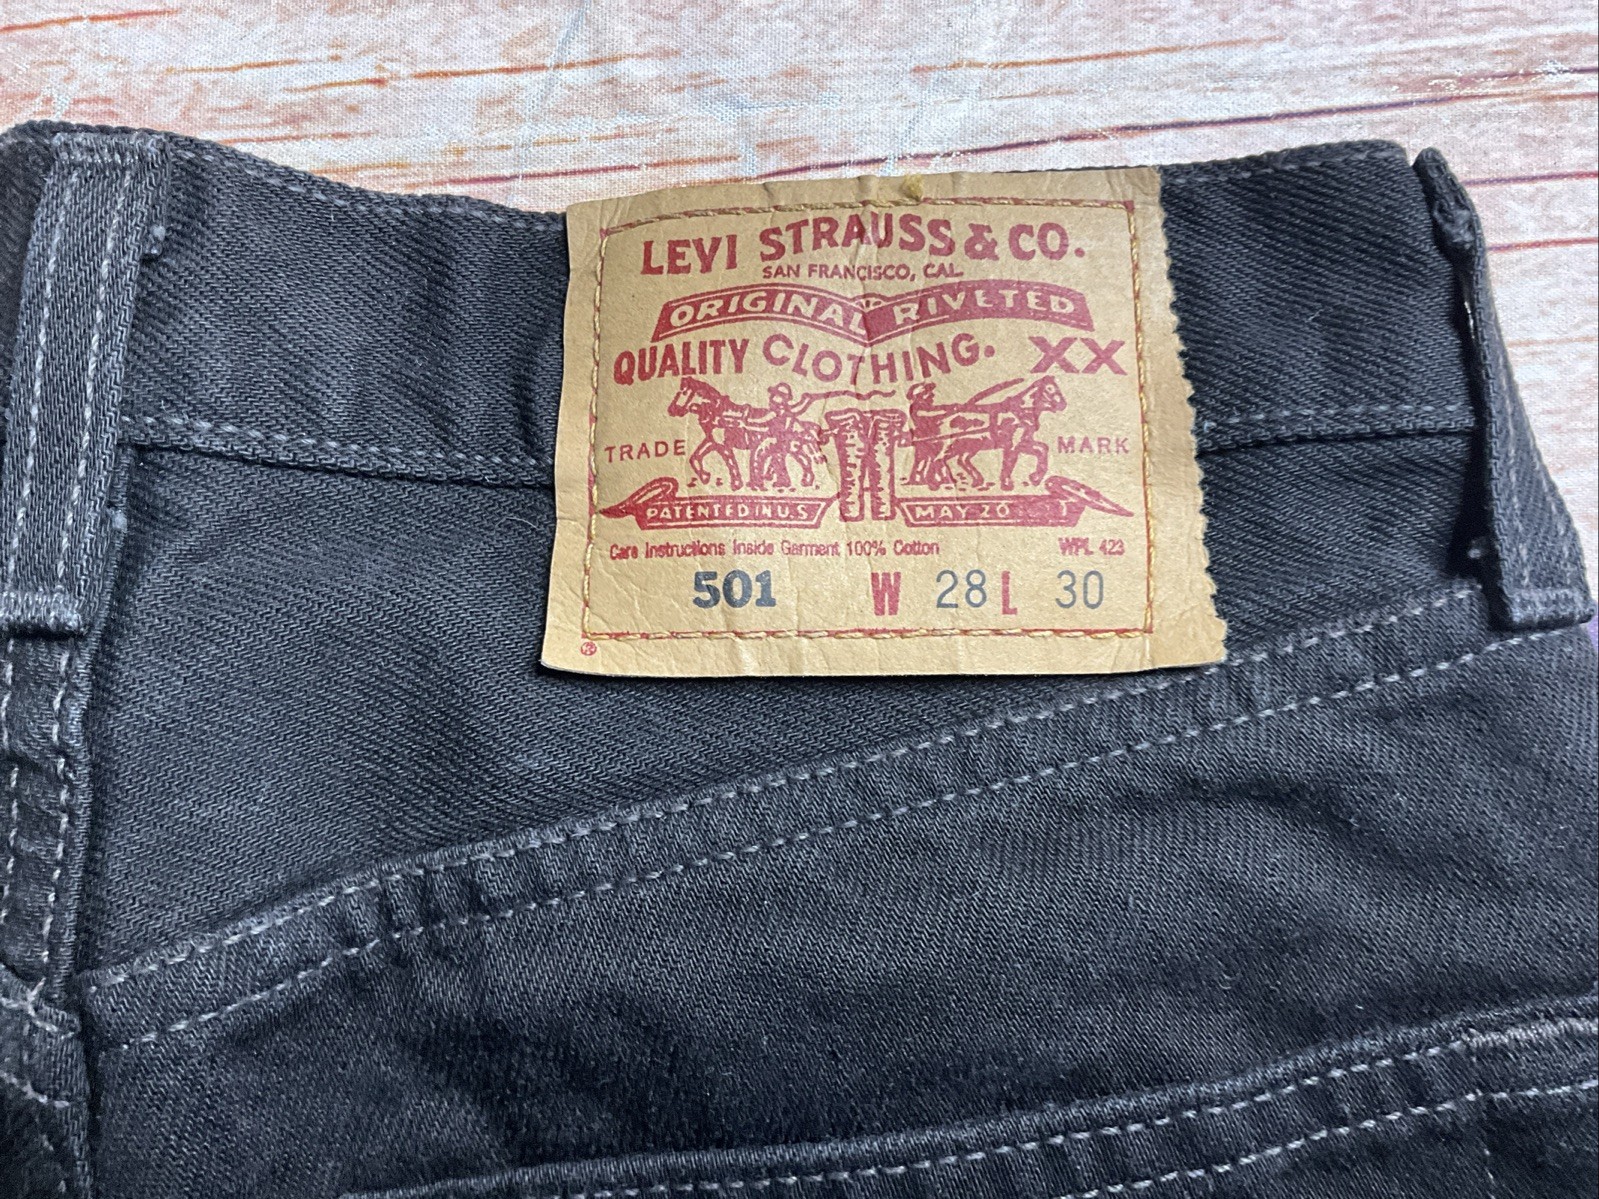 LEVI STRAUSS & CO.
SAN FRANCISCO, CAL.
ORIGINAL RIVETED
QUALITY CLOTHING. XX
TRADE MARK
PATENTED IN U.S. MAY 20
Care Instructions Inside Garment 100% Cotton WPL 423
501 W 28 L 30
®